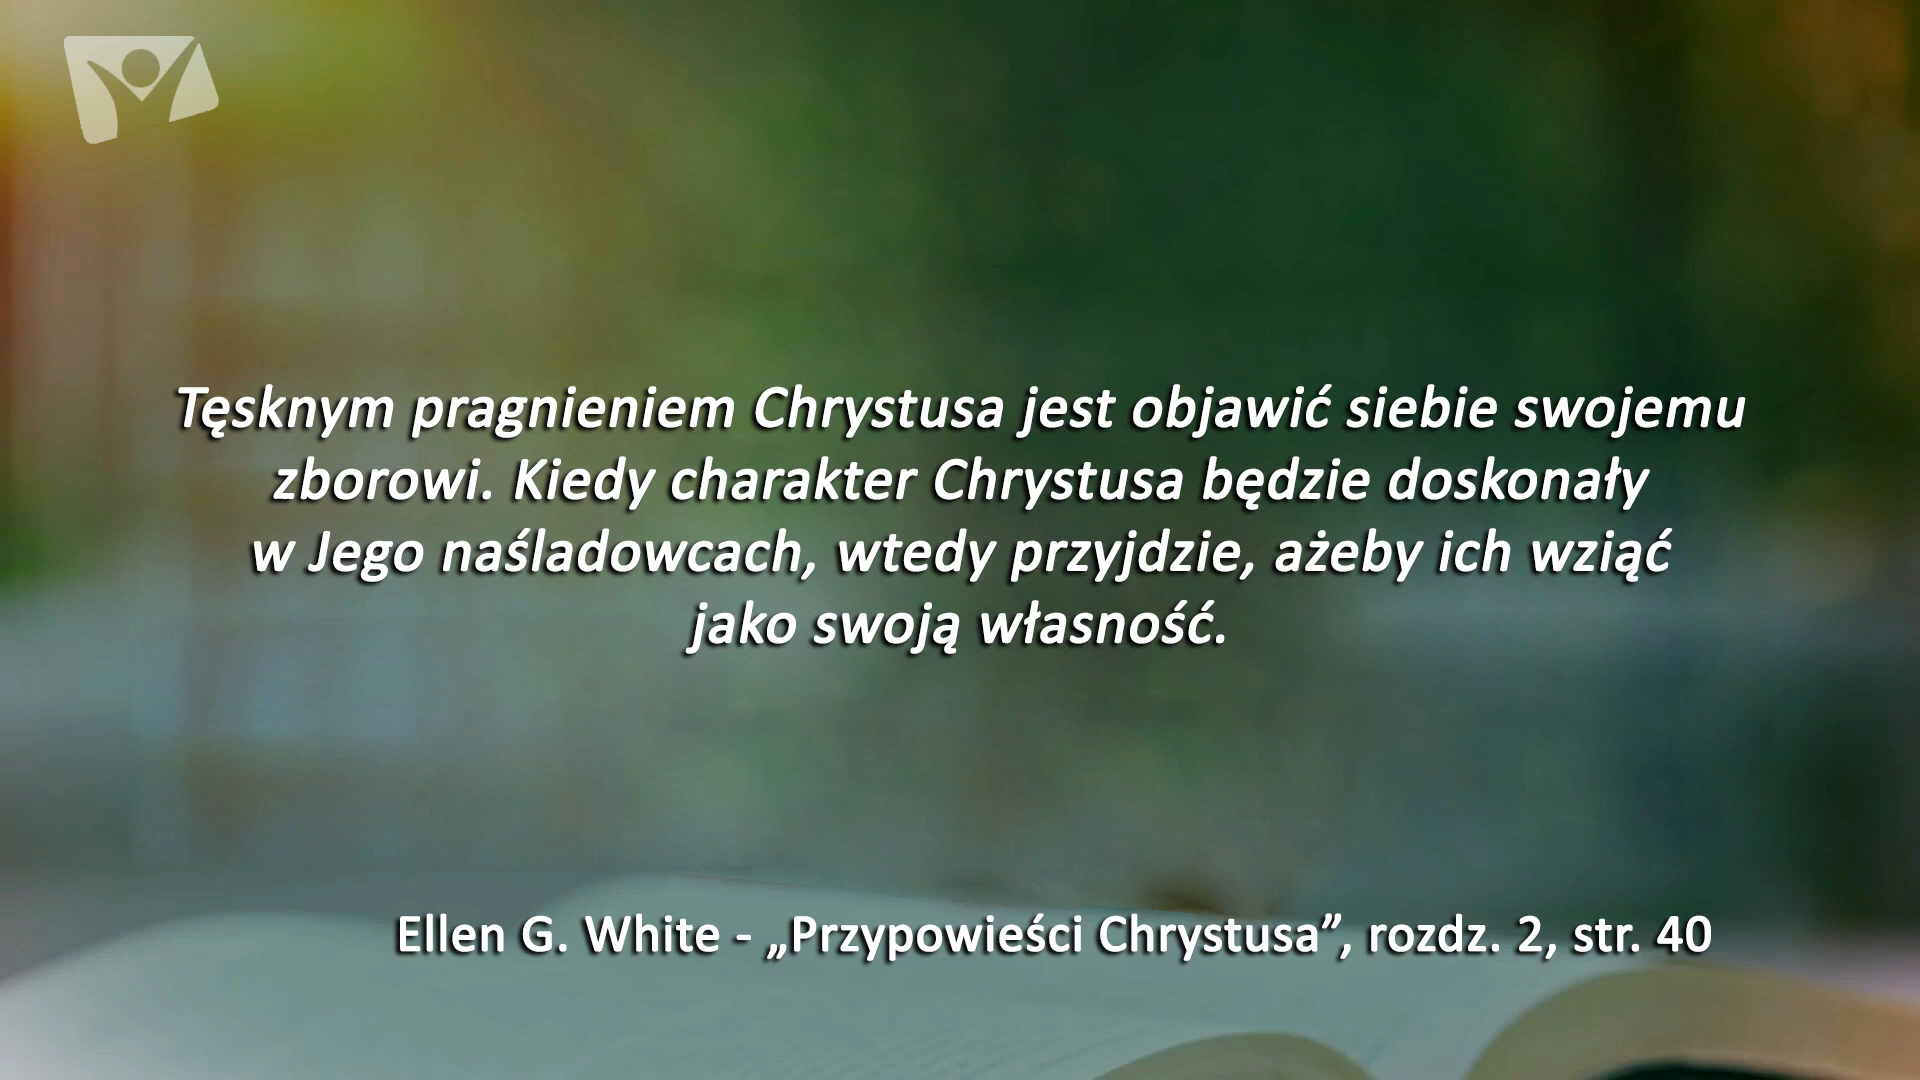 Tęsknym pragnieniem Chrystusa jest objawić siebie swojemu
zborowi. Kiedy charakter Chrystusa będzie doskonały
w Jego naśladowcach, wtedy przyjdzie, ażeby ich wziąć
jako swoją własność.
Ellen G. White - „Przypowieści Chrystusa”, rozdz. 2, str. 40